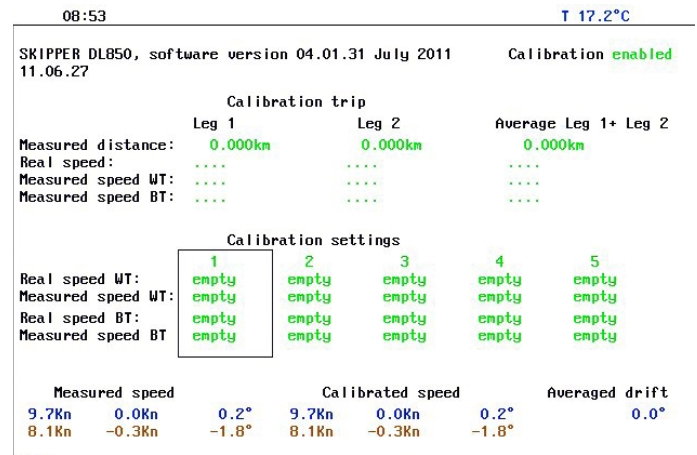 08:53 T 17.2°C
SKIPPER DL850, software version 04.01.31 July 2011 Calibration enabled
11.06.27
Calibration trip
Leg 1 Leg 2 Average Leg 1+ Leg 2
Measured distance: 0.000km 0.000km 0.000km
Real speed: .... .... ....
Measured speed WT: .... .... ....
Measured speed BT: .... .... ....
Calibration settings
1 2 3 4 5
Real speed WT: empty empty empty empty empty
Measured speed WT: empty empty empty empty empty
Real speed BT: empty empty empty empty empty
Measured speed BT empty empty empty empty empty
Measured speed Calibrated speed Averaged drift
9.7Kn 0.0Kn 0.2° 9.7Kn 0.0Kn 0.2° 0.0°
8.1Kn -0.3Kn -1.8° 8.1Kn -0.3Kn -1.8°